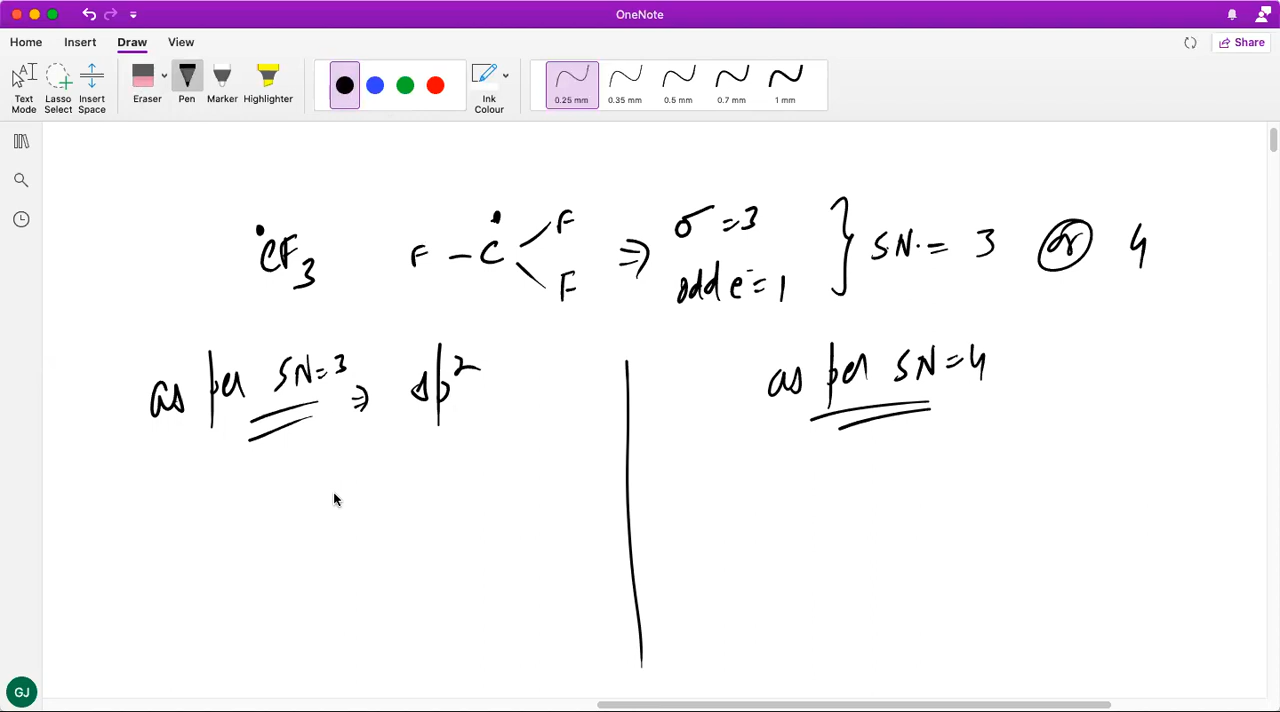 OneNote
Home Insert Draw View
Share
Text Mode
Lasso Select
Insert Space
Eraser
Pen
Marker
Highlighter
Ink Colour
0.25 mm
0.35 mm
0.5 mm
0.7 mm
1 mm
•CF3 F – C• F F ⇒ σ = 3 odd e⁻ = 1 } SN. = 3 or 4
as per SN = 3 ⇒ sp²
as per SN = 4
GJ